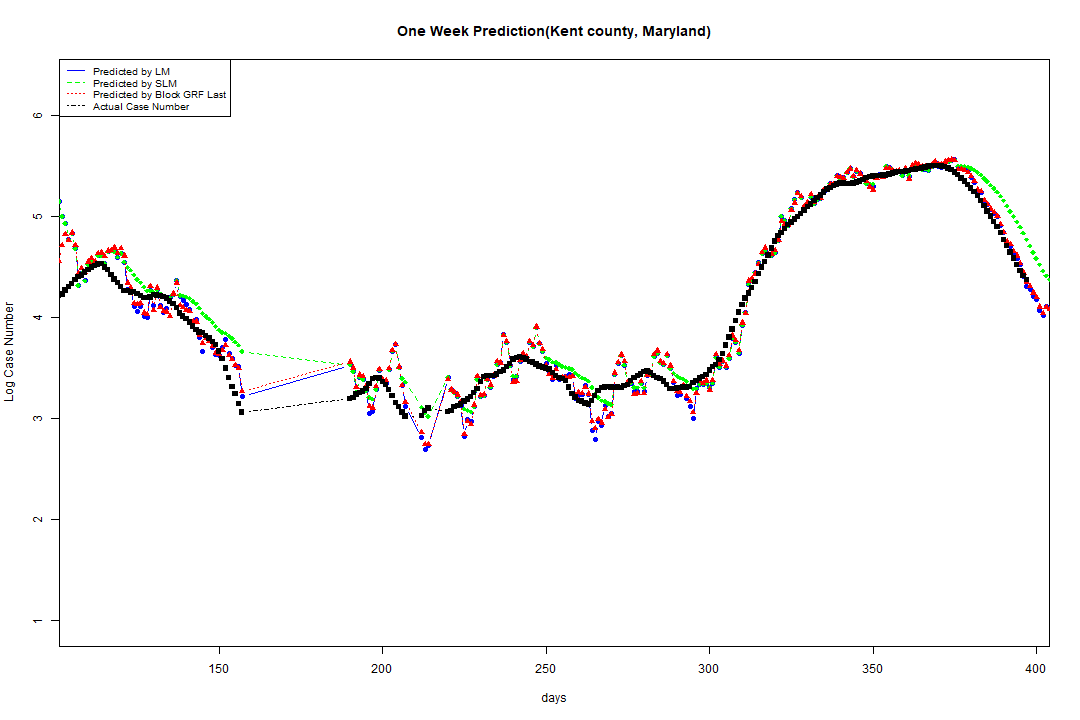 One Week Prediction(Kent county, Maryland)
Predicted by LM
Predicted by SLM
Predicted by Block GRF Last
Actual Case Number
Log Case Number
6
5
4
3
2
1
150 200 250 300 350 400
days